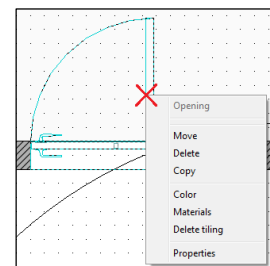 Opening
Move
Delete
Copy
Color
Materials
Delete tiling
Properties